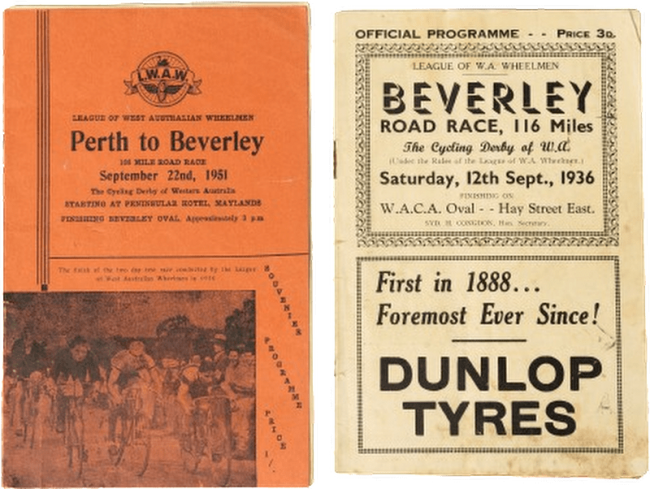 L.W.A.W.
LEAGUE OF WEST AUSTRALIAN WHEELMEN
Perth to Beverley
106 MILE ROAD RACE
September 22nd, 1951
The Cycling Derby of Western Australia
STARTING AT PENINSULAR HOTEL, MAYLANDS
FINISHING BEVERLEY OVAL, Approximately 3 p.m
The finish of the two day tour race conducted by the League
of West Australian Wheelmen in
SOUVENIR PROGRAMME PRICE 1/-
OFFICIAL PROGRAMME - - PRICE 3D.
LEAGUE OF W.A. WHEELMEN
BEVERLEY
ROAD RACE, 116 Miles
The Cycling Derby of W.A.
(Under the Rules of the League of W.A. Wheelmen.)
Saturday, 12th Sept., 1936
FINISHING ON
W.A.C.A. Oval - - Hay Street East.
SYD. H. CONGDON, Hon. Secretary.
First in 1888...
Foremost Ever Since!
DUNLOP
TYRES